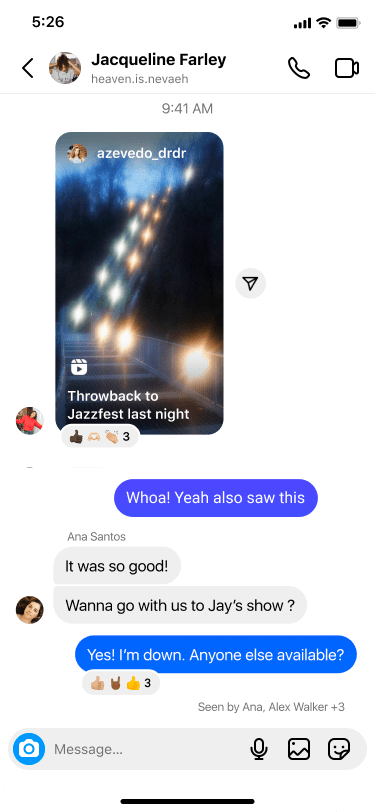 5:26
Jacqueline Farley
heaven.is.nevaeh
9:41 AM
azevedo_drdr
Throwback to
Jazzfest last night
3
Whoa! Yeah also saw this
Ana Santos
It was so good!
Wanna go with us to Jay’s show ?
Yes! I’m down. Anyone else available?
3
Seen by Ana, Alex Walker +3
Message...